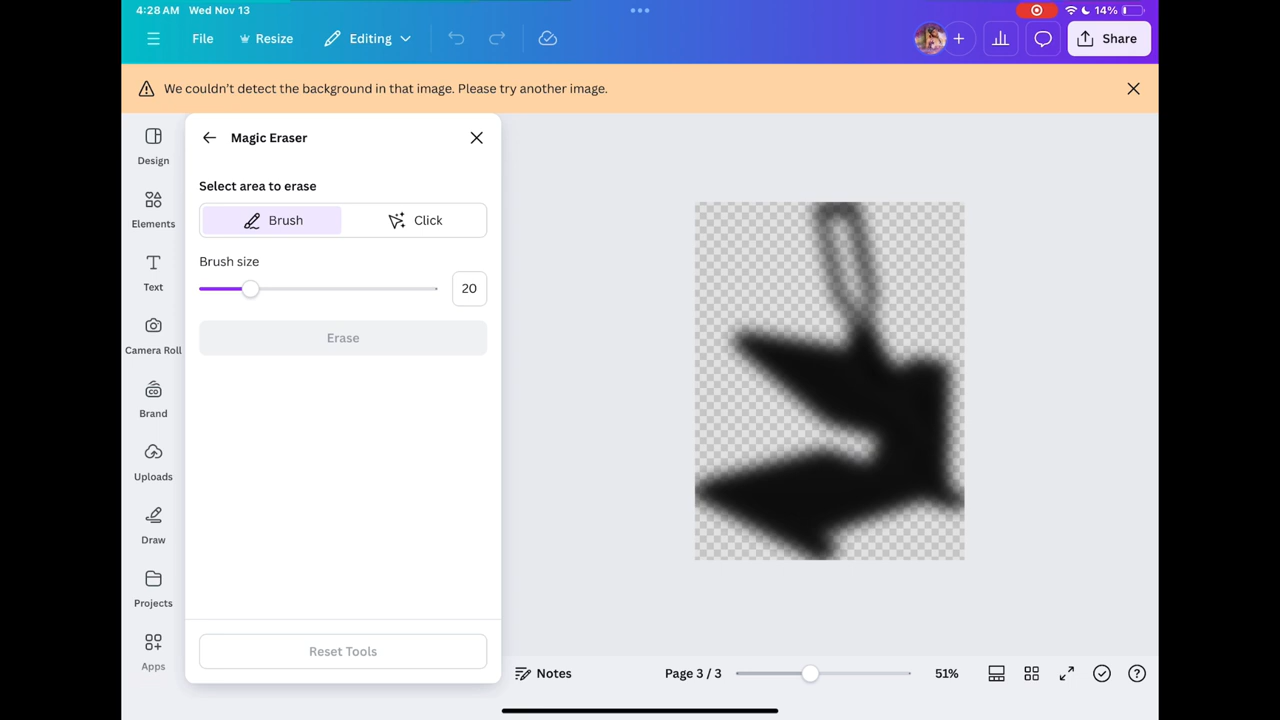 4:28 AM Wed Nov 13
14%
File
Resize
Editing
Share
We couldn't detect the background in that image. Please try another image.
Design
Elements
Text
Camera Roll
Brand
Uploads
Draw
Projects
Apps
Magic Eraser
Select area to erase
Brush
Click
Brush size
20
Erase
Reset Tools
Notes
Page 3 / 3
51%